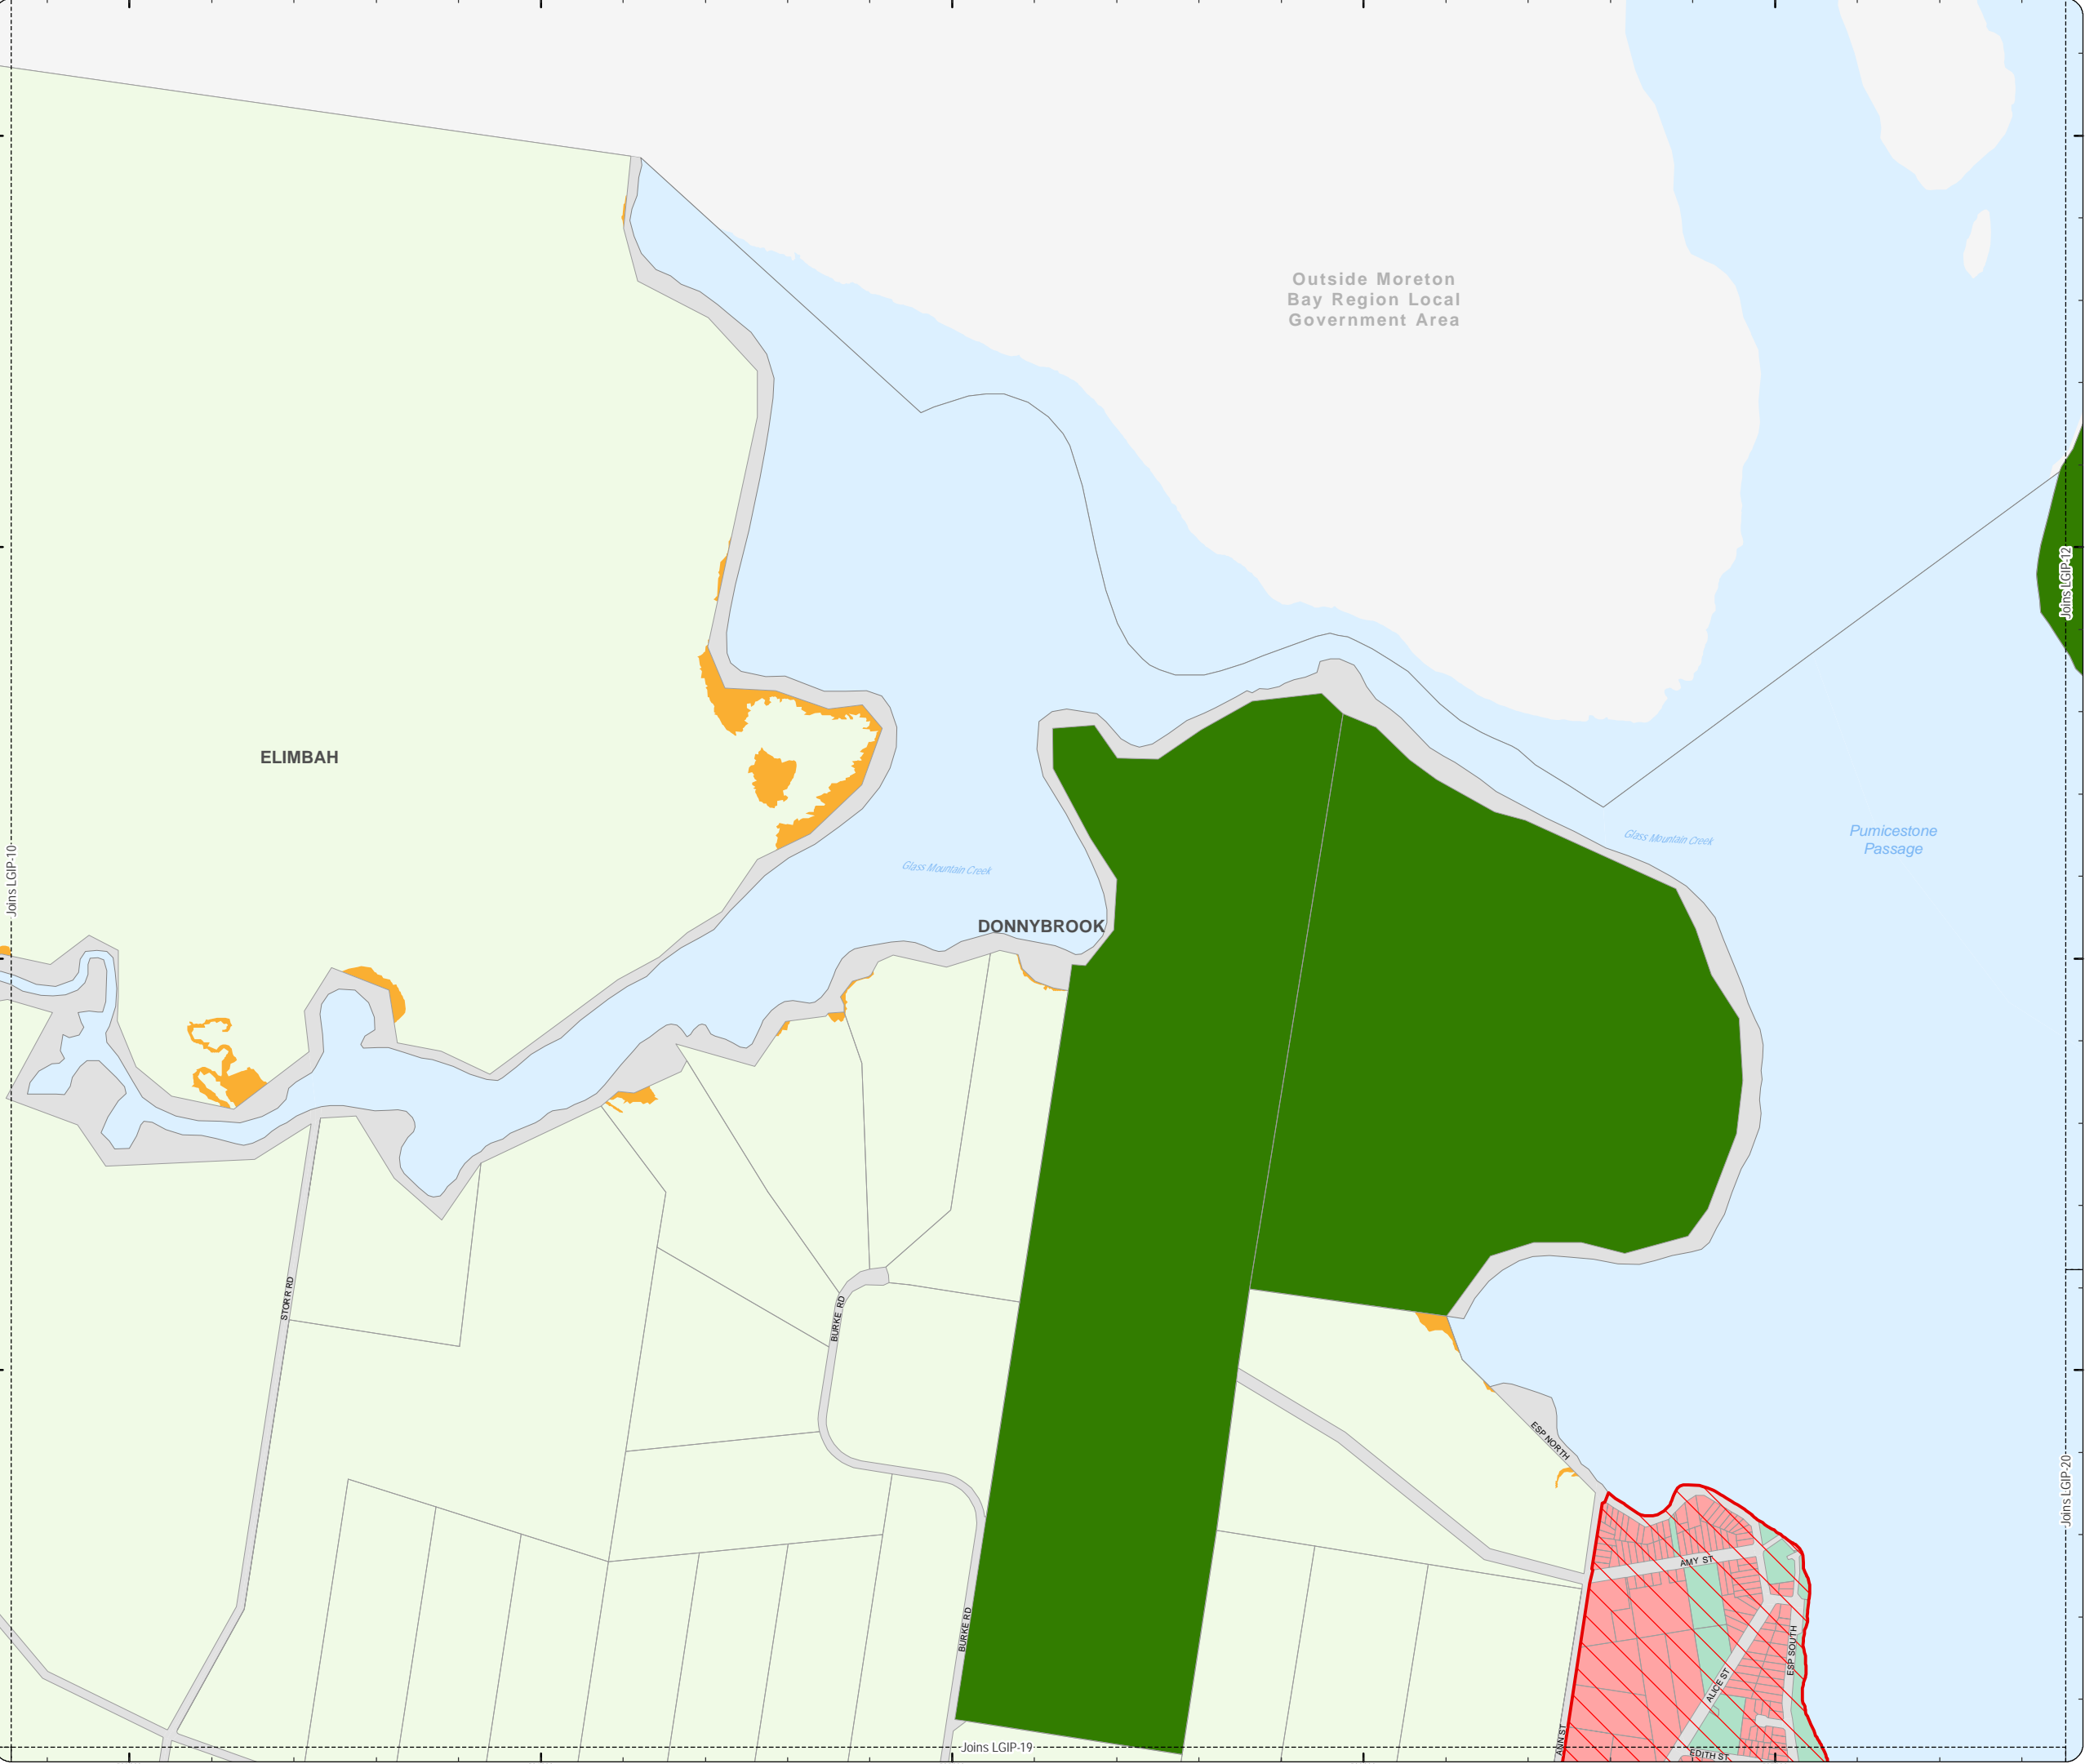 Outside Moreton
Bay Region Local
Government Area
Joins LGIP-12
ELIMBAH
Pumicestone
Passage
Glass Mountain Creek
Glass Mountain Creek
Joins LGIP-10
DONNYBROOK
STORR RD
BURKE RD
ESP NORTH
Joins LGIP-20
AMY ST
BURKE RD
ESP SOUTH
ALICE ST
ANN ST
Joins LGIP-19
EDITH ST